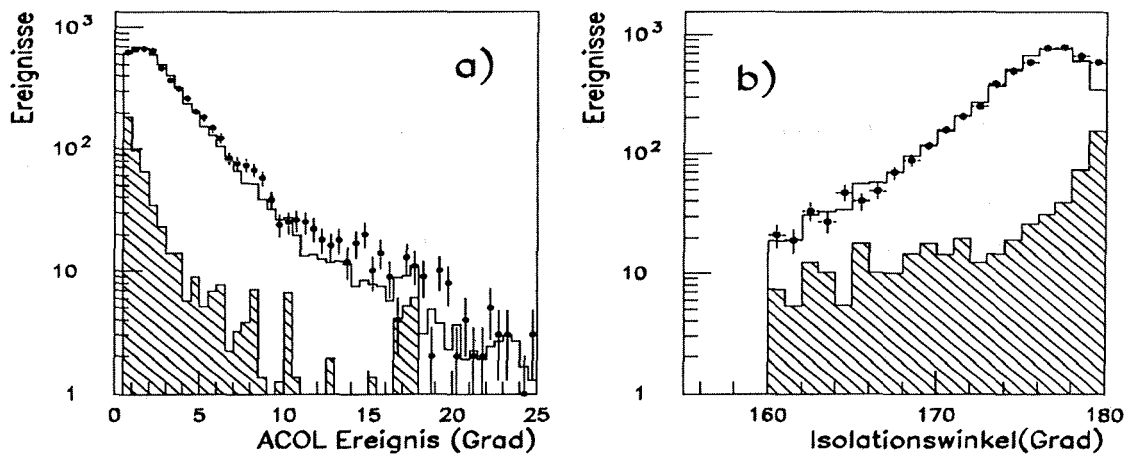 Ereignisse
10³
10²
10
1
a)
0 5 10 15 20 25
ACOL Ereignis (Grad)
Ereignisse
10³
10²
10
1
b)
160 170 180
Isolationswinkel(Grad)